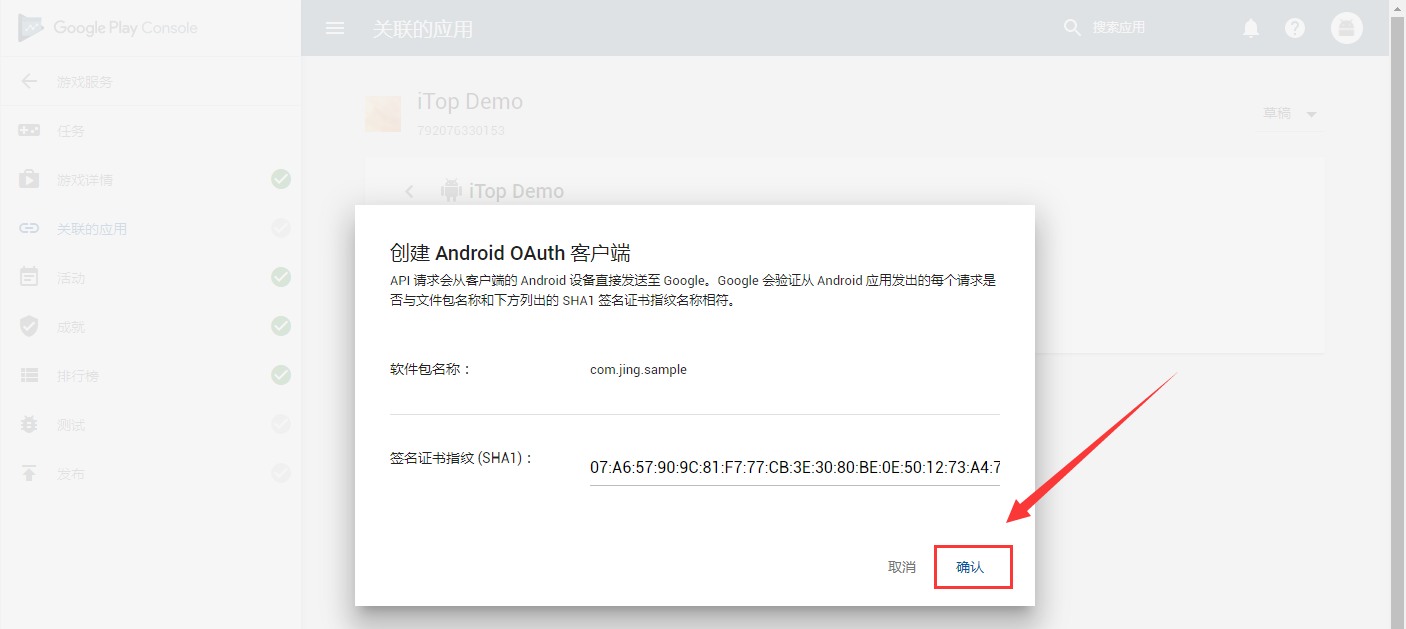 Google Play Console
关联的应用
搜索应用
游戏服务
任务
游戏详情
关联的应用
活动
成就
排行榜
测试
发布
iTop Demo
792076330153
草稿
iTop Demo
创建 Android OAuth 客户端
API 请求会从客户端的 Android 设备直接发送至 Google。Google 会验证从 Android 应用发出的每个请求是
否与文件包名称和下方列出的 SHA1 签名证书指纹名称相符。
软件包名称：
com.jing.sample
签名证书指纹 (SHA1)：
07:A6:57:90:9C:81:F7:77:CB:3E:30:80:BE:0E:50:12:73:A4:7
取消
确认